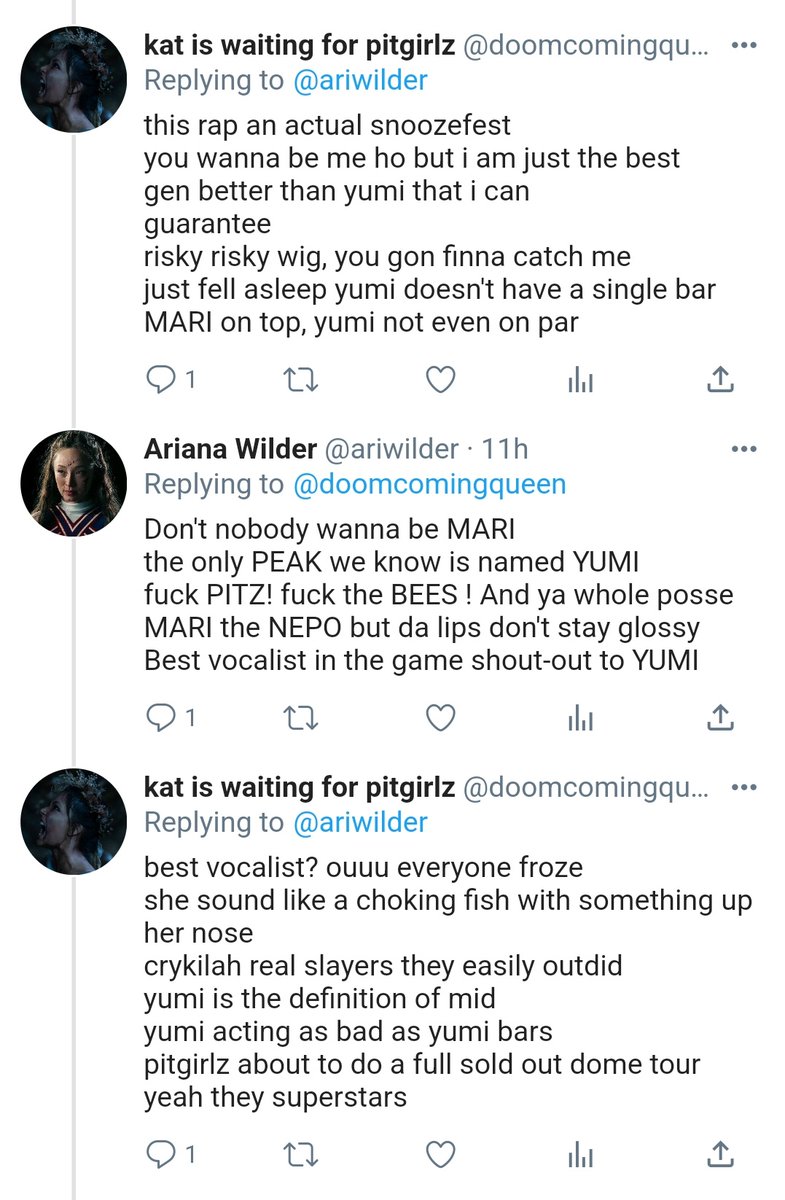 kat is waiting for pitgirlz @doomcomingqu...
Replying to @ariwilder
this rap an actual snoozefest
you wanna be me ho but i am just the best
gen better than yumi that i can
guarantee
risky risky wig, you gon finna catch me
just fell asleep yumi doesn't have a single bar
MARI on top, yumi not even on par
1
Ariana Wilder @ariwilder · 11h
Replying to @doomcomingqueen
Don't nobody wanna be MARI
the only PEAK we know is named YUMI
fuck PITZ! fuck the BEES ! And ya whole posse
MARI the NEPO but da lips don't stay glossy
Best vocalist in the game shout-out to YUMI
1
kat is waiting for pitgirlz @doomcomingqu...
Replying to @ariwilder
best vocalist? ouuu everyone froze
she sound like a choking fish with something up
her nose
crykilah real slayers they easily outdid
yumi is the definition of mid
yumi acting as bad as yumi bars
pitgirlz about to do a full sold out dome tour
yeah they superstars
1